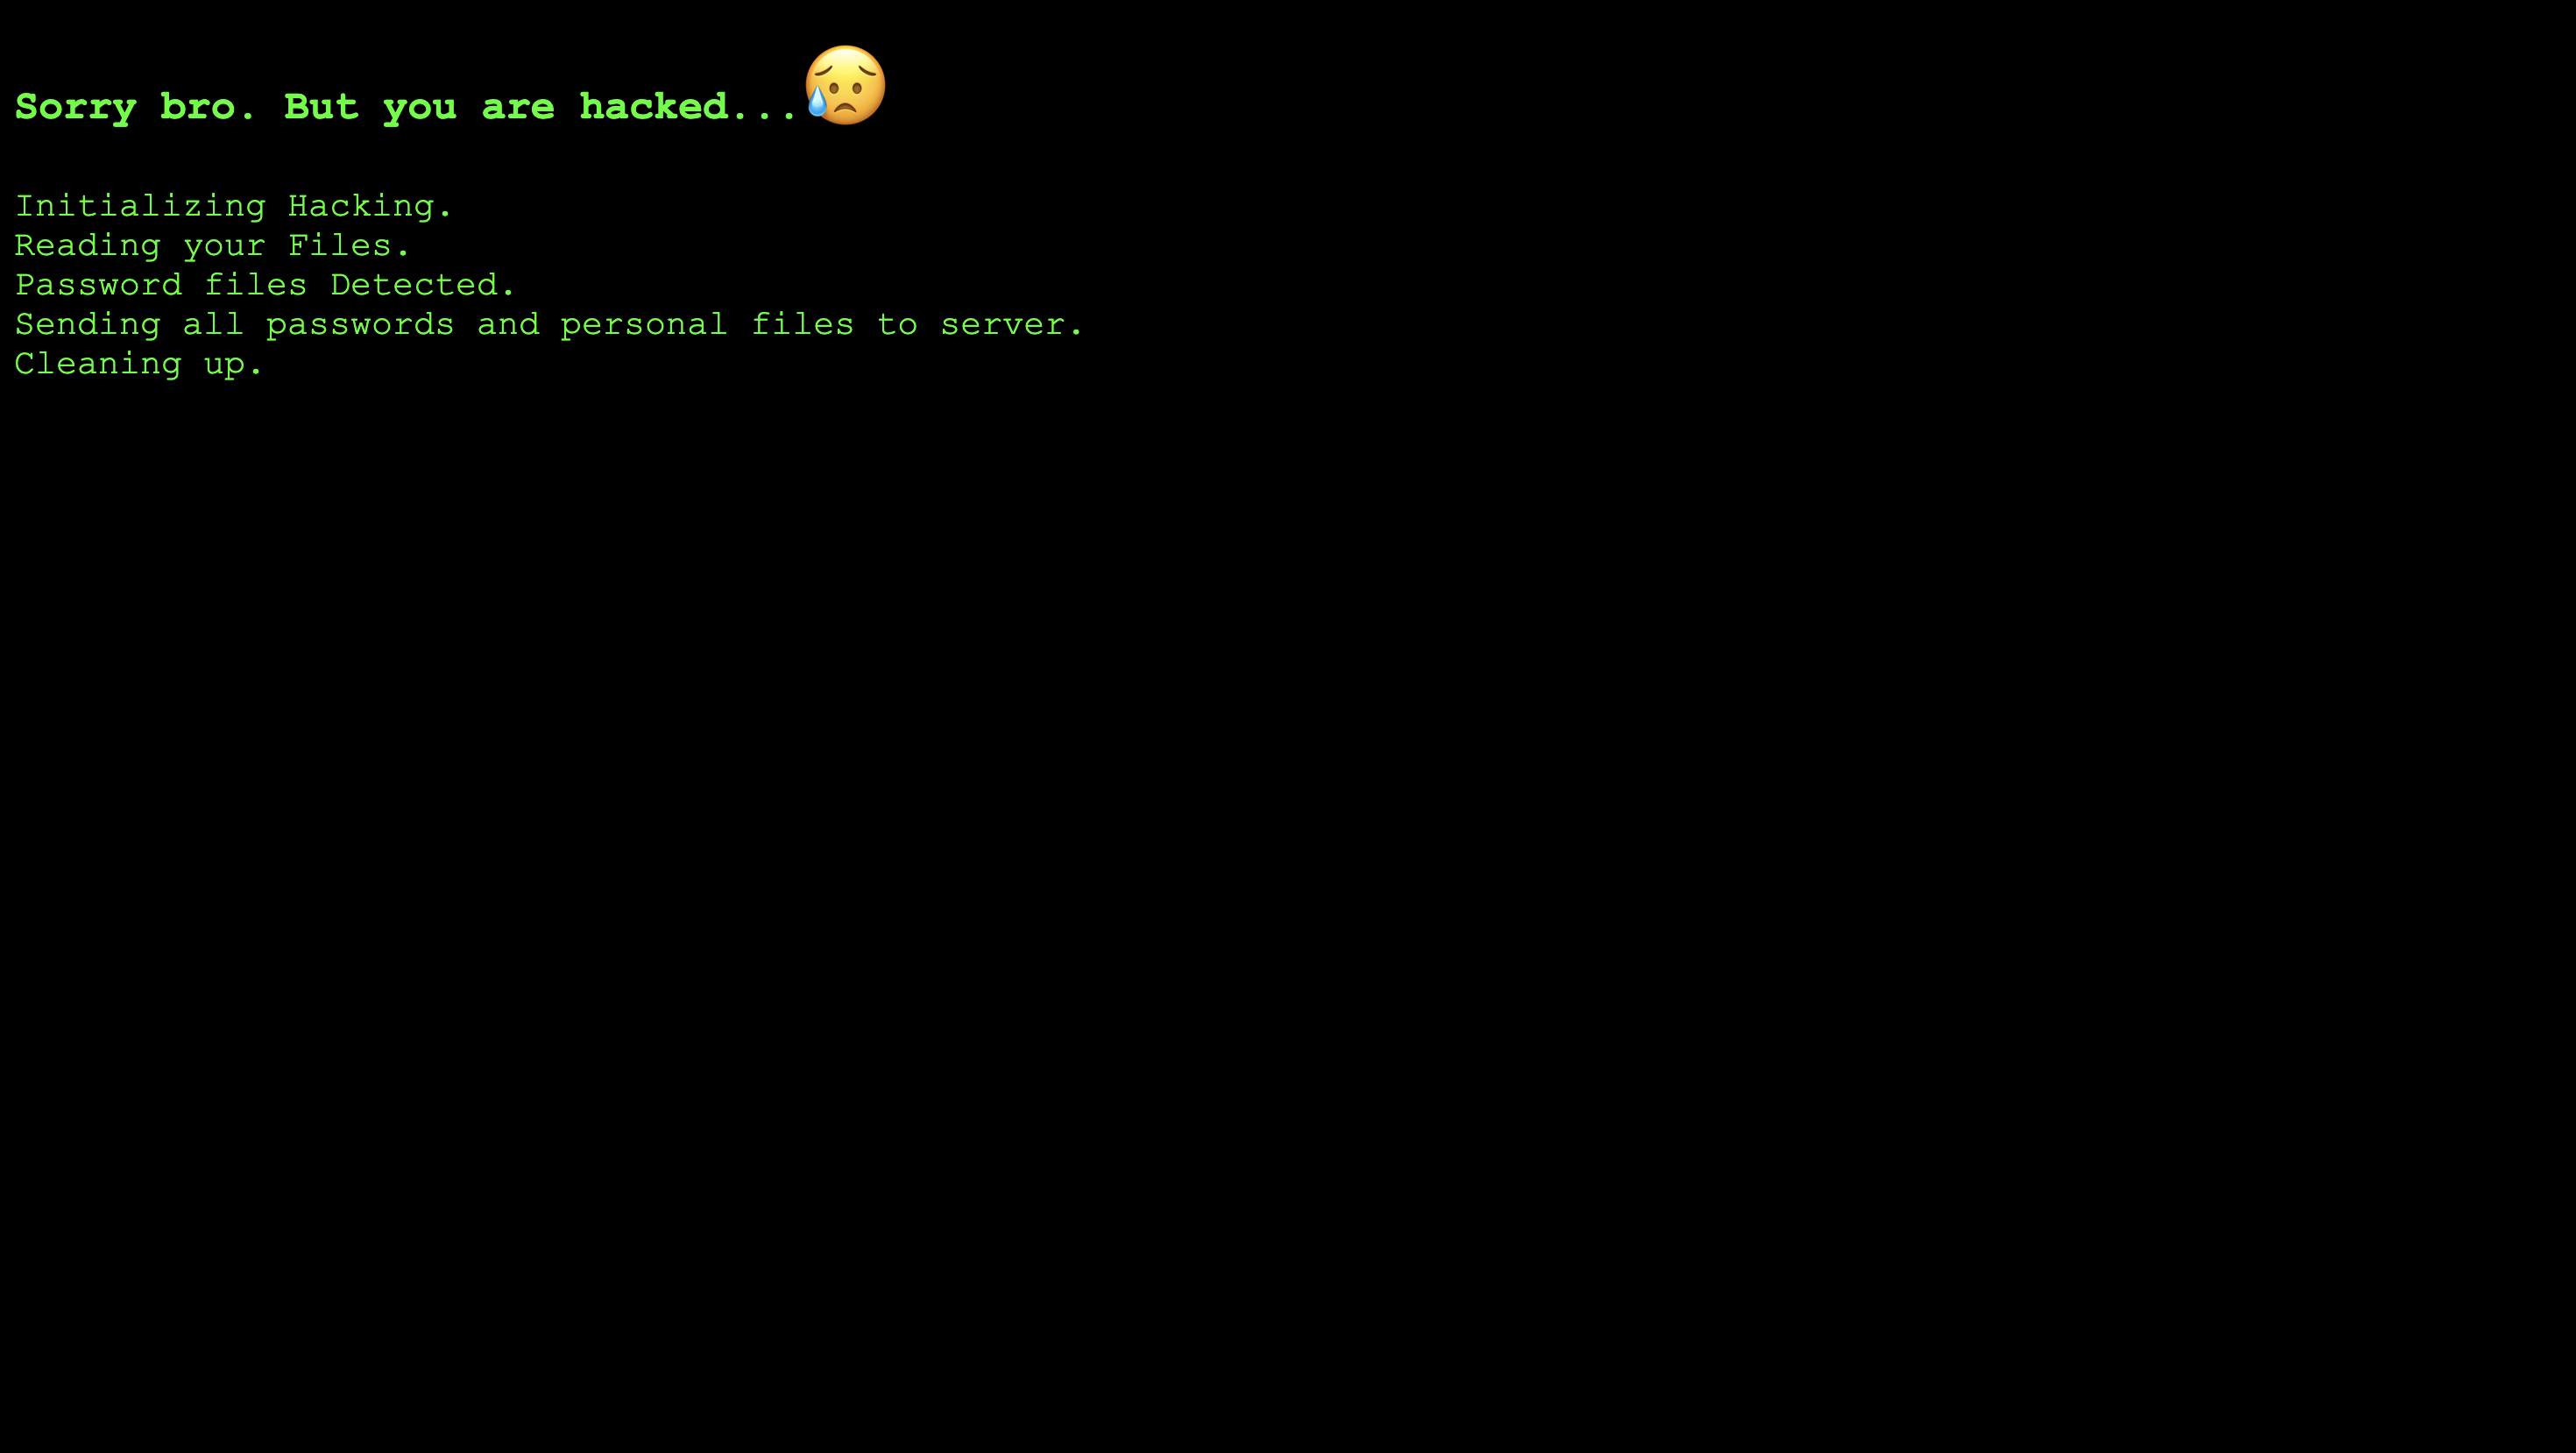 Sorry bro. But you are hacked...😥
Initializing Hacking.
Reading your Files.
Password files Detected.
Sending all passwords and personal files to server.
Cleaning up.